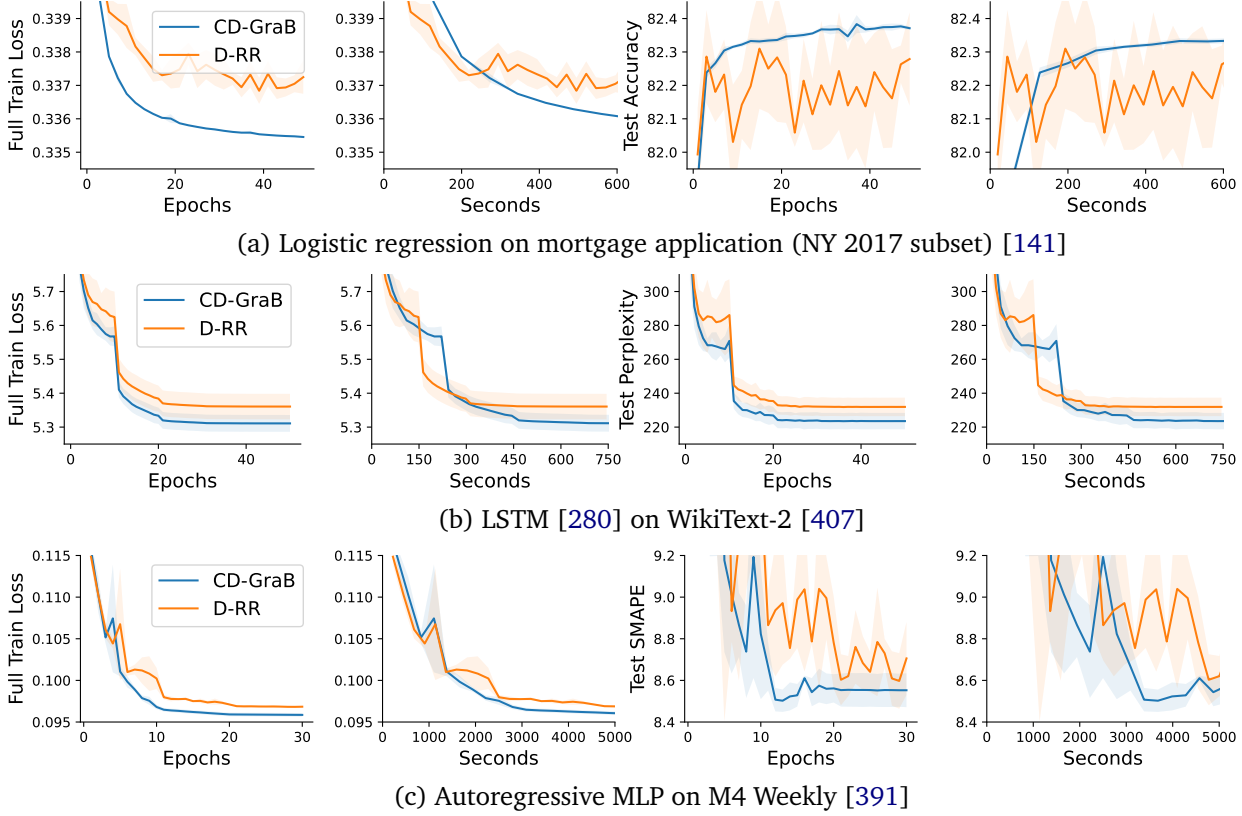 Full Train Loss
0.339
0.338
0.337
0.336
0.335
CD-GraB
D-RR
0 20 40
Epochs
0.339
0.338
0.337
0.336
0.335
0 200 400 600
Seconds
Test Accuracy
82.4
82.3
82.2
82.1
82.0
0 20 40
Epochs
82.4
82.3
82.2
82.1
82.0
0 200 400 600
Seconds
(a) Logistic regression on mortgage application (NY 2017 subset) [141]
Full Train Loss
5.7
5.6
5.5
5.4
5.3
CD-GraB
D-RR
0 20 40
Epochs
5.7
5.6
5.5
5.4
5.3
0 150 300 450 600 750
Seconds
Test Perplexity
300
280
260
240
220
0 20 40
Epochs
300
280
260
240
220
0 150 300 450 600 750
Seconds
(b) LSTM [280] on WikiText-2 [407]
Full Train Loss
0.115
0.110
0.105
0.100
0.095
CD-GraB
D-RR
0 10 20 30
Epochs
0.115
0.110
0.105
0.100
0.095
0 1000 2000 3000 4000 5000
Seconds
Test SMAPE
9.2
9.0
8.8
8.6
8.4
0 10 20 30
Epochs
9.2
9.0
8.8
8.6
8.4
0 1000 2000 3000 4000 5000
Seconds
(c) Autoregressive MLP on M4 Weekly [391]